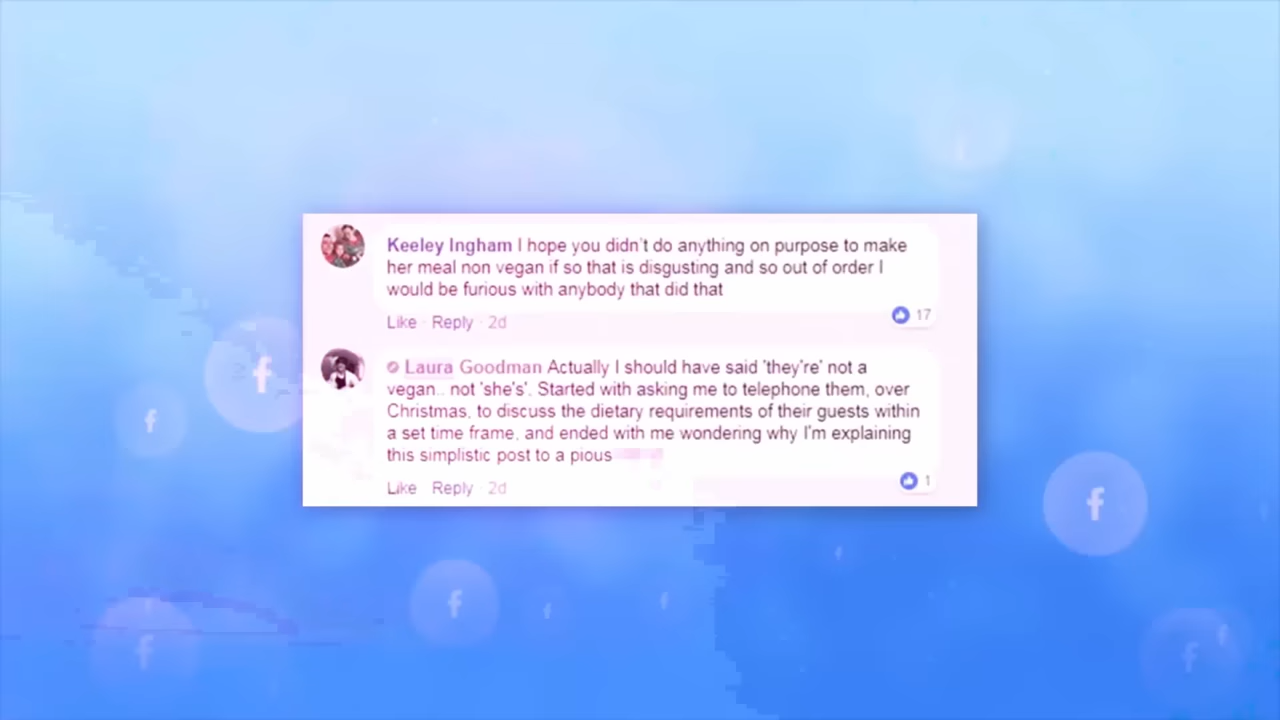 Keeley Ingham I hope you didn't do anything on purpose to make
her meal non vegan if so that is disgusting and so out of order I
would be furious with anybody that did that
Like · Reply · 2d
17
Laura Goodman Actually I should have said 'they're' not a
vegan.. not 'she's'. Started with asking me to telephone them, over
Christmas, to discuss the dietary requirements of their guests within
a set time frame, and ended with me wondering why I'm explaining
this simplistic post to a pious
Like Reply · 2d
1